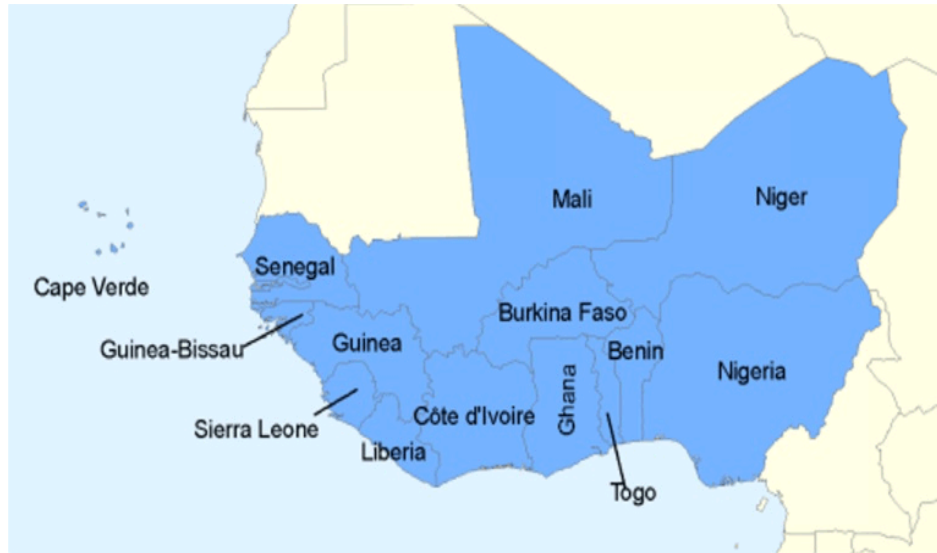 Mali
Niger
Senegal
Cape Verde
Burkina Faso
Guinea-Bissau
Guinea
Benin
Nigeria
Ghana
Côte d'Ivoire
Sierra Leone
Liberia
Togo